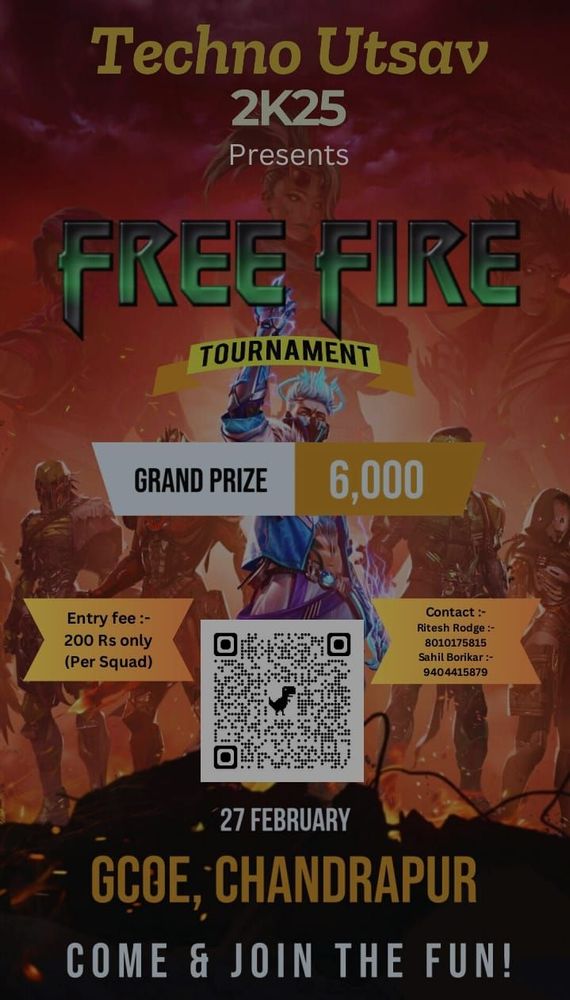 Techno Utsav
2K25
Presents
FREE FIRE
TOURNAMENT
GRAND PRIZE 6,000
Entry fee :-
200 Rs only
(Per Squad)
Contact :-
Ritesh Rodge :-
8010175815
Sahil Borikar :-
9404415879
27 FEBRUARY
GCOE, CHANDRAPUR
COME & JOIN THE FUN!